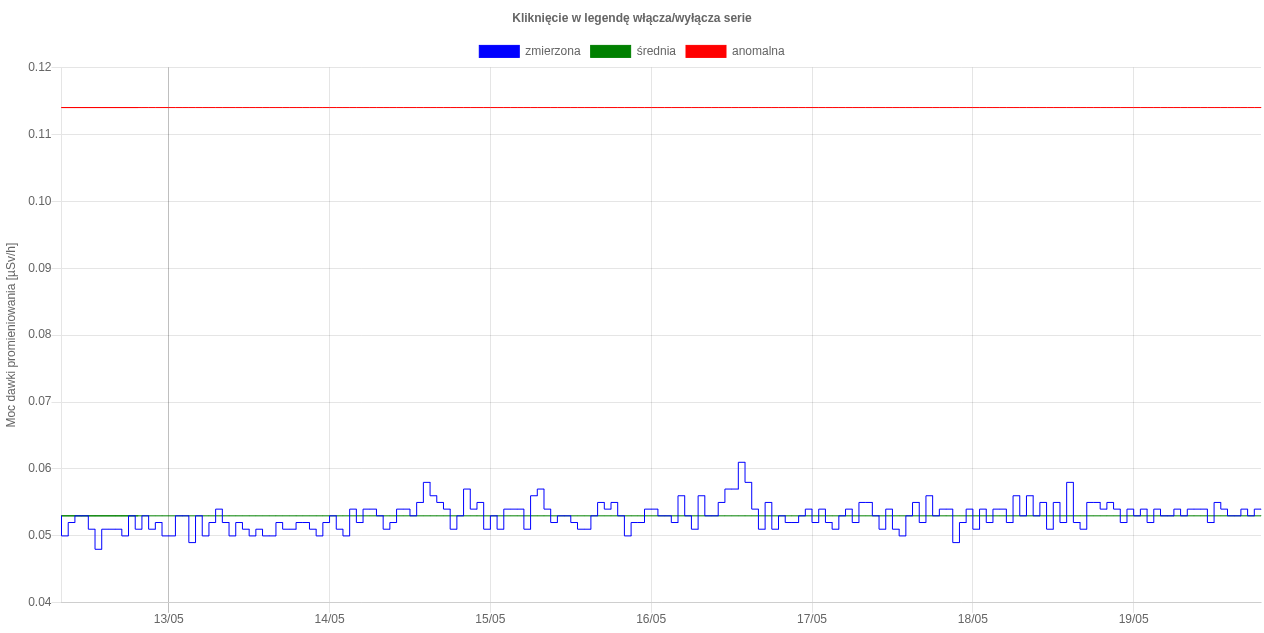 Kliknięcie w legendę włącza/wyłącza serie
zmierzona średnia anomalna
Moc dawki promieniowania [µSv/h]
0.12
0.11
0.10
0.09
0.08
0.07
0.06
0.05
0.04
13/05 14/05 15/05 16/05 17/05 18/05 19/05